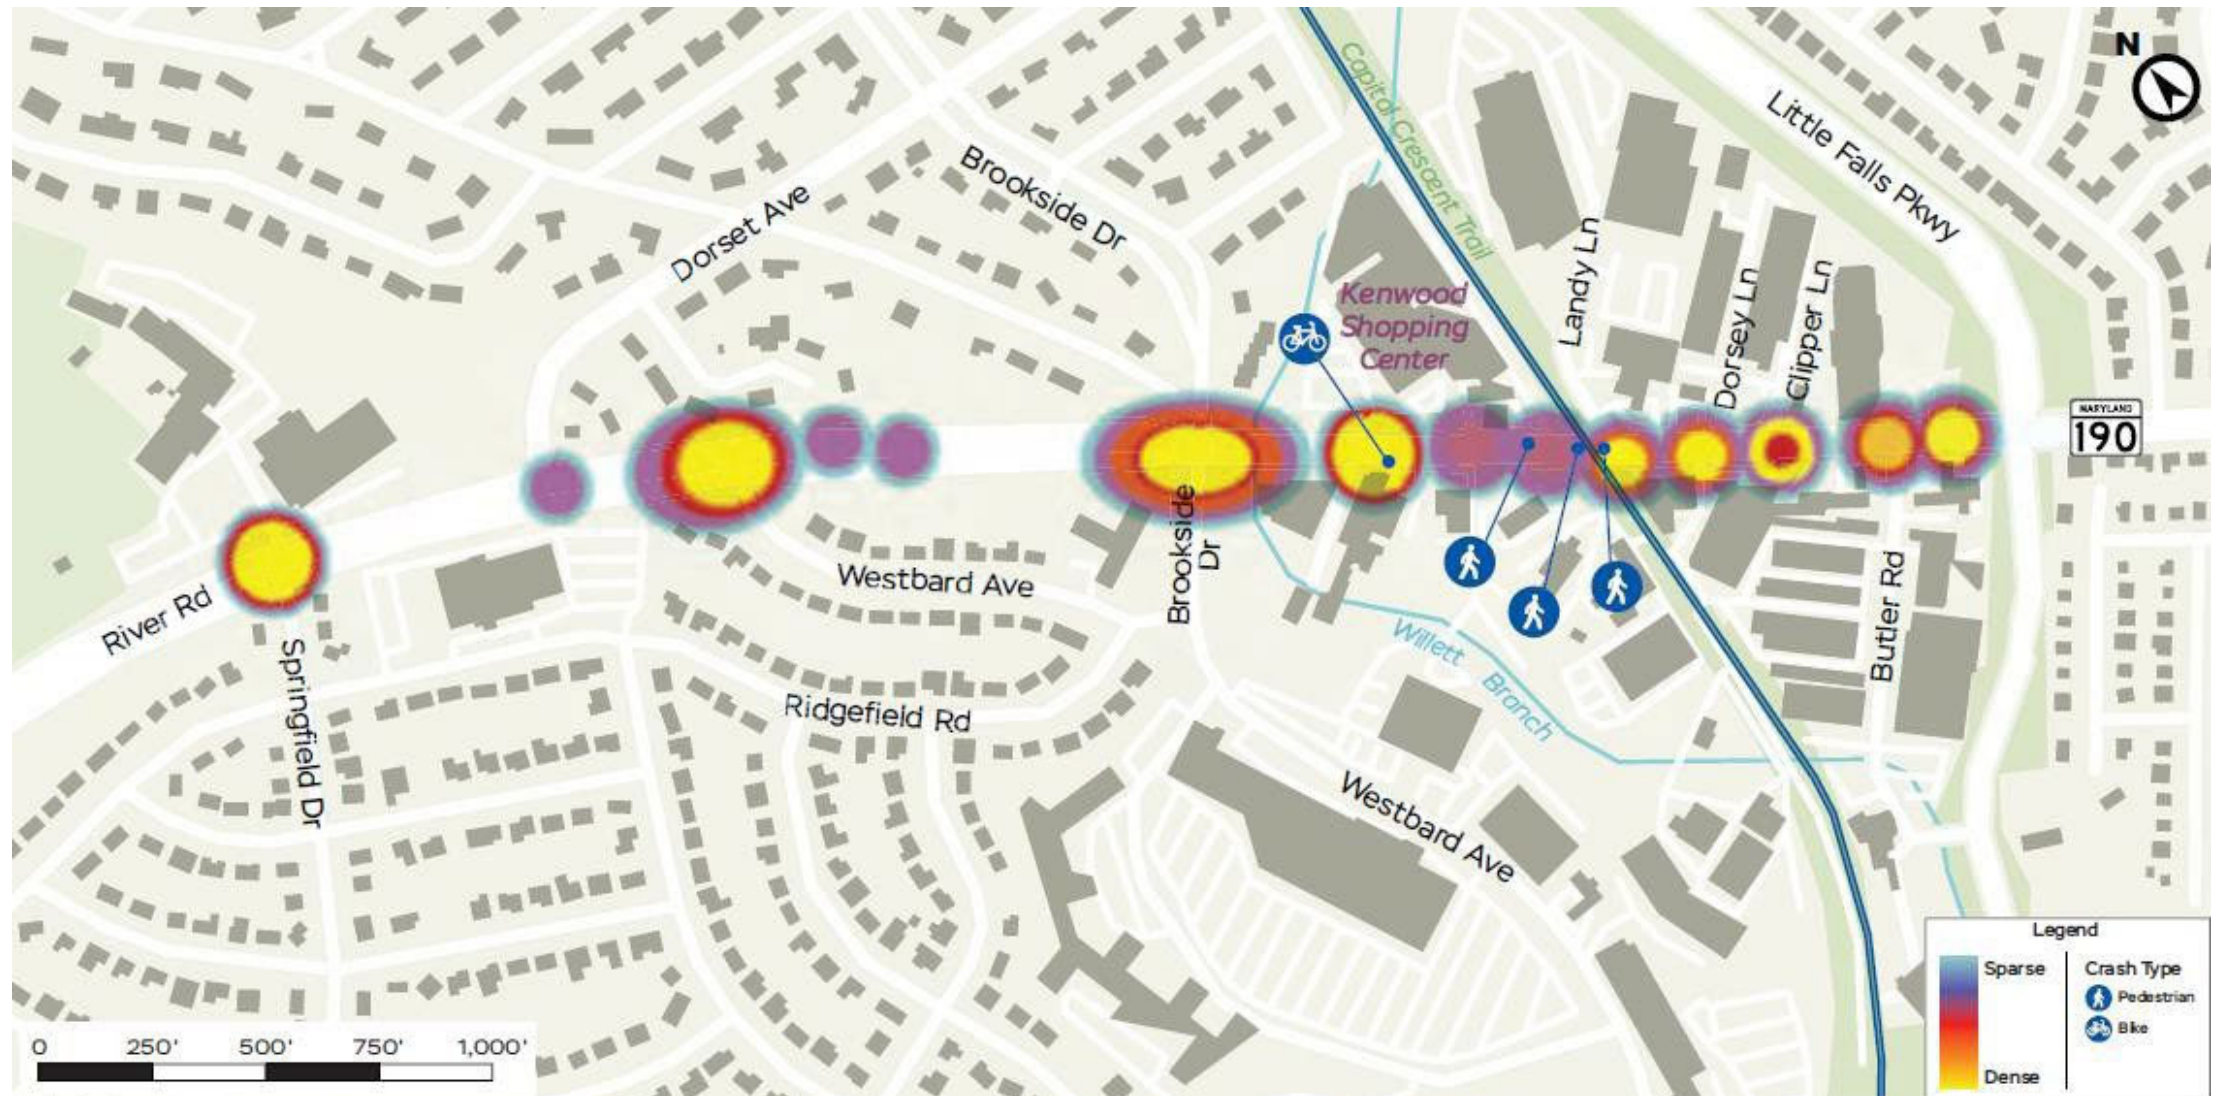 N
Capital Crescent Trail
Little Falls Pkwy
Brookside Dr
Dorset Ave
Landy Ln
Dorsey Ln
Clipper Ln
Kenwood
Shopping
Center
MARYLAND
190
River Rd
Springfield Dr
Westbard Ave
Brookside
Dr
Ridgefield Rd
Willett
Branch
Butler Rd
Westbard Ave
0 250' 500' 750' 1,000'
Legend
Sparse
Dense
Crash Type
Pedestrian
Bike